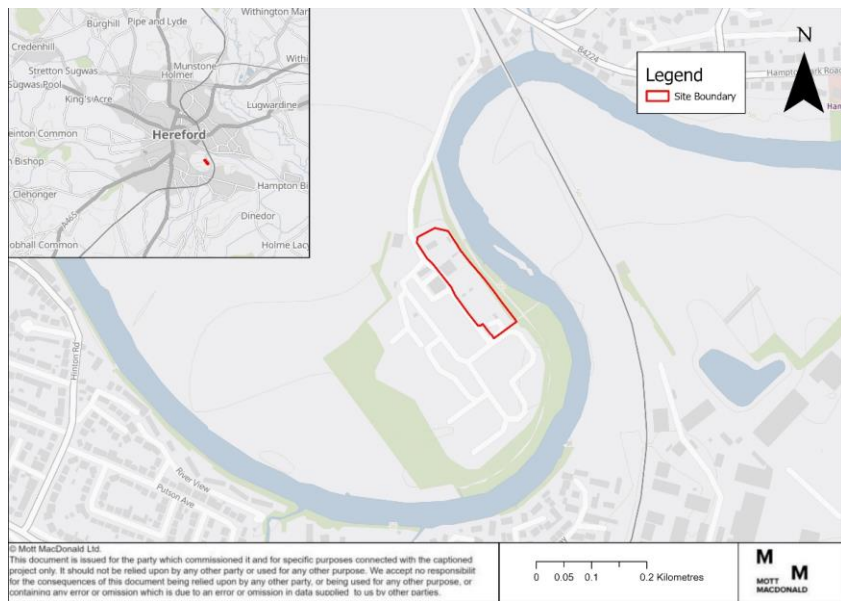 Burghill
Pipe and Lyde
Withington Mar
Credenhill
Munstone
Holmer
Withi
Stretton Sugwas
Sugwas Pool
King's Acre
Lugwardine
einton Common
Hereford
n Bishop
Clehonger
Hampton Bi
Dinedor
A465
obhall Common
Holme Lac
B4224
Hampton Park Road
Ham
N
Legend
Site Boundary
Hinton Rd
River View
Putson Ave
© Mott MacDonald Ltd.
This document is issued for the party which commissioned it and for specific purposes connected with the captioned
project only. It should not be relied upon by any other party or used for any other purpose. We accept no responsibilit
for the consequences of this document being relied upon by any other party, or being used for any other purpose, or
containing any error or omission which is due to an error or omission in data supplied to us by other parties.
0 0.05 0.1 0.2 Kilometres
M
M
MOTT
MACDONALD